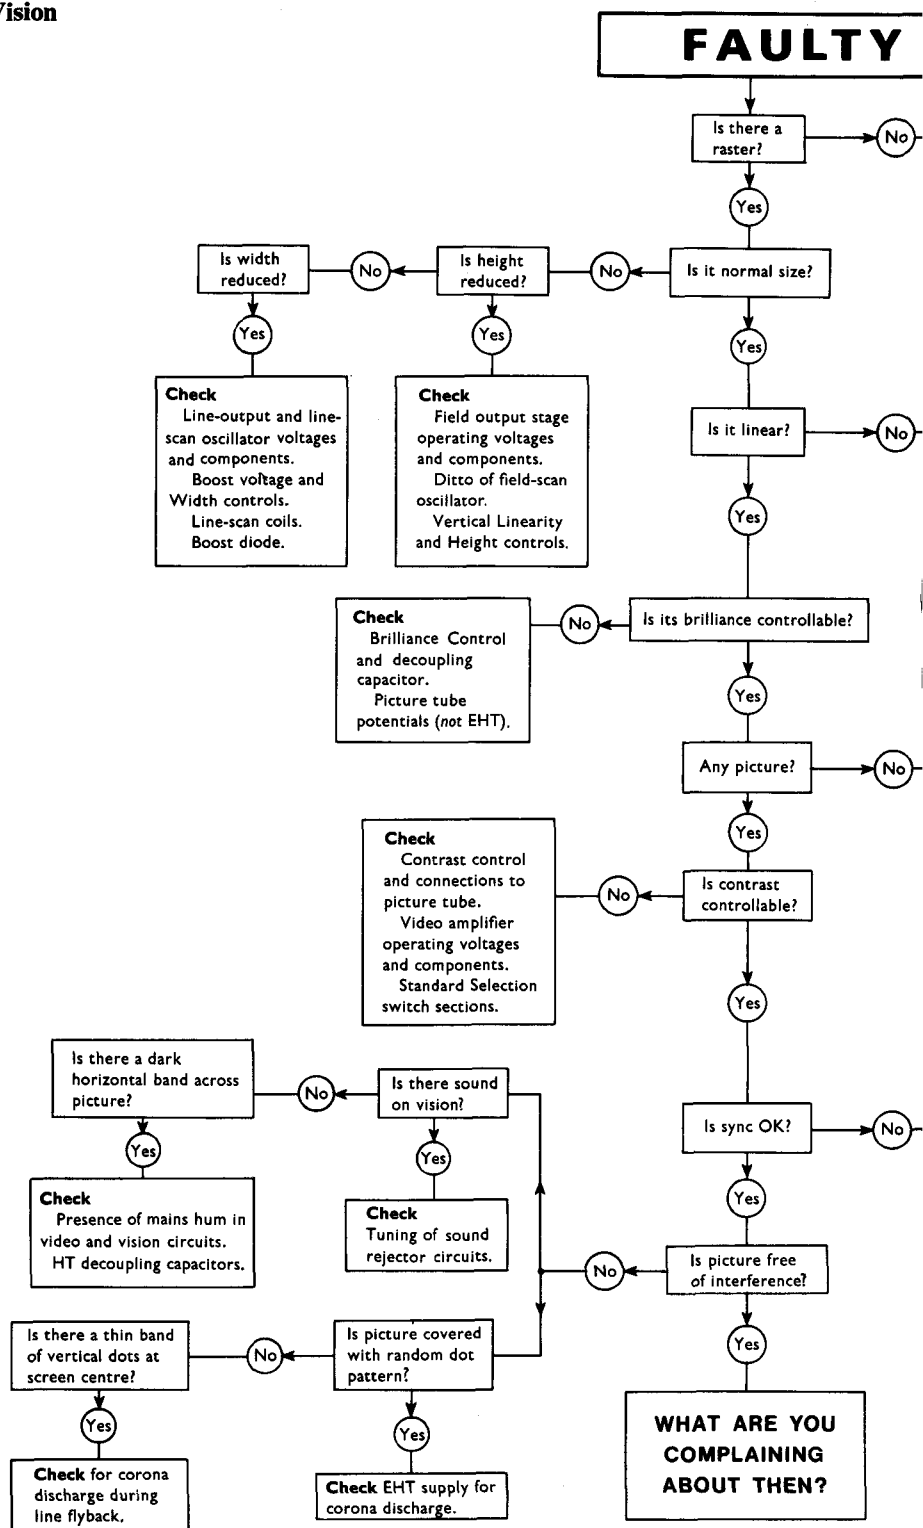 Vision
FAULTY
Is there a
raster?
No
Yes
Is width
reduced?
No
Is height
reduced?
No
Is it normal size?
Yes
Yes
Yes
Check
Line-output and line-
scan oscillator voltages
and components.
Boost voltage and
Width controls.
Line-scan coils.
Boost diode.
Check
Field output stage
operating voltages
and components.
Ditto of field-scan
oscillator.
Vertical Linearity
and Height controls.
Is it linear?
No
Yes
Check
Brilliance Control
and decoupling
capacitor.
Picture tube
potentials (not EHT).
No
Is its brilliance controllable?
Yes
Any picture?
No
Yes
Check
Contrast control
and connections to
picture tube.
Video amplifier
operating voltages
and components.
Standard Selection
switch sections.
No
Is contrast
controllable?
Yes
Is there a dark
horizontal band across
picture?
No
Is there sound
on vision?
Is sync OK?
No
Yes
Yes
Yes
Check
Presence of mains hum in
video and vision circuits.
HT decoupling capacitors.
Check
Tuning of sound
rejector circuits.
No
Is picture free
of interference?
Is there a thin band
of vertical dots at
screen centre?
No
Is picture covered
with random dot
pattern?
Yes
Yes
Yes
Check for corona
discharge during
line flyback.
Check EHT supply for
corona discharge.
WHAT ARE YOU
COMPLAINING
ABOUT THEN?